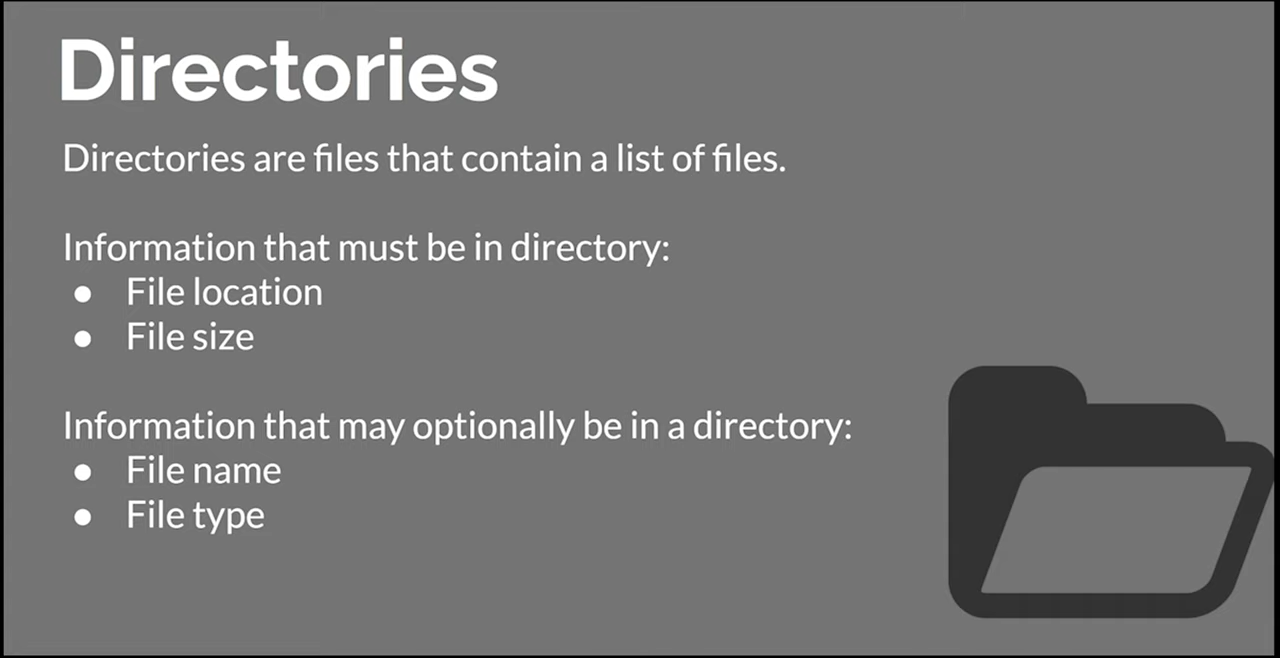 Directories
Directories are files that contain a list of files.
Information that must be in directory:
● File location
● File size
Information that may optionally be in a directory:
● File name
● File type